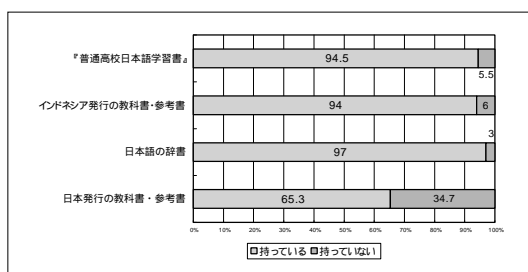 『普通高校日本語学習書』
94.5
5.5
インドネシア発行の教科書・参考書
94
6
日本語の辞書
97
3
日本発行の教科書・参考書
65.3
34.7
0% 10% 20% 30% 40% 50% 60% 70% 80% 90% 100%
持っている 持っていない